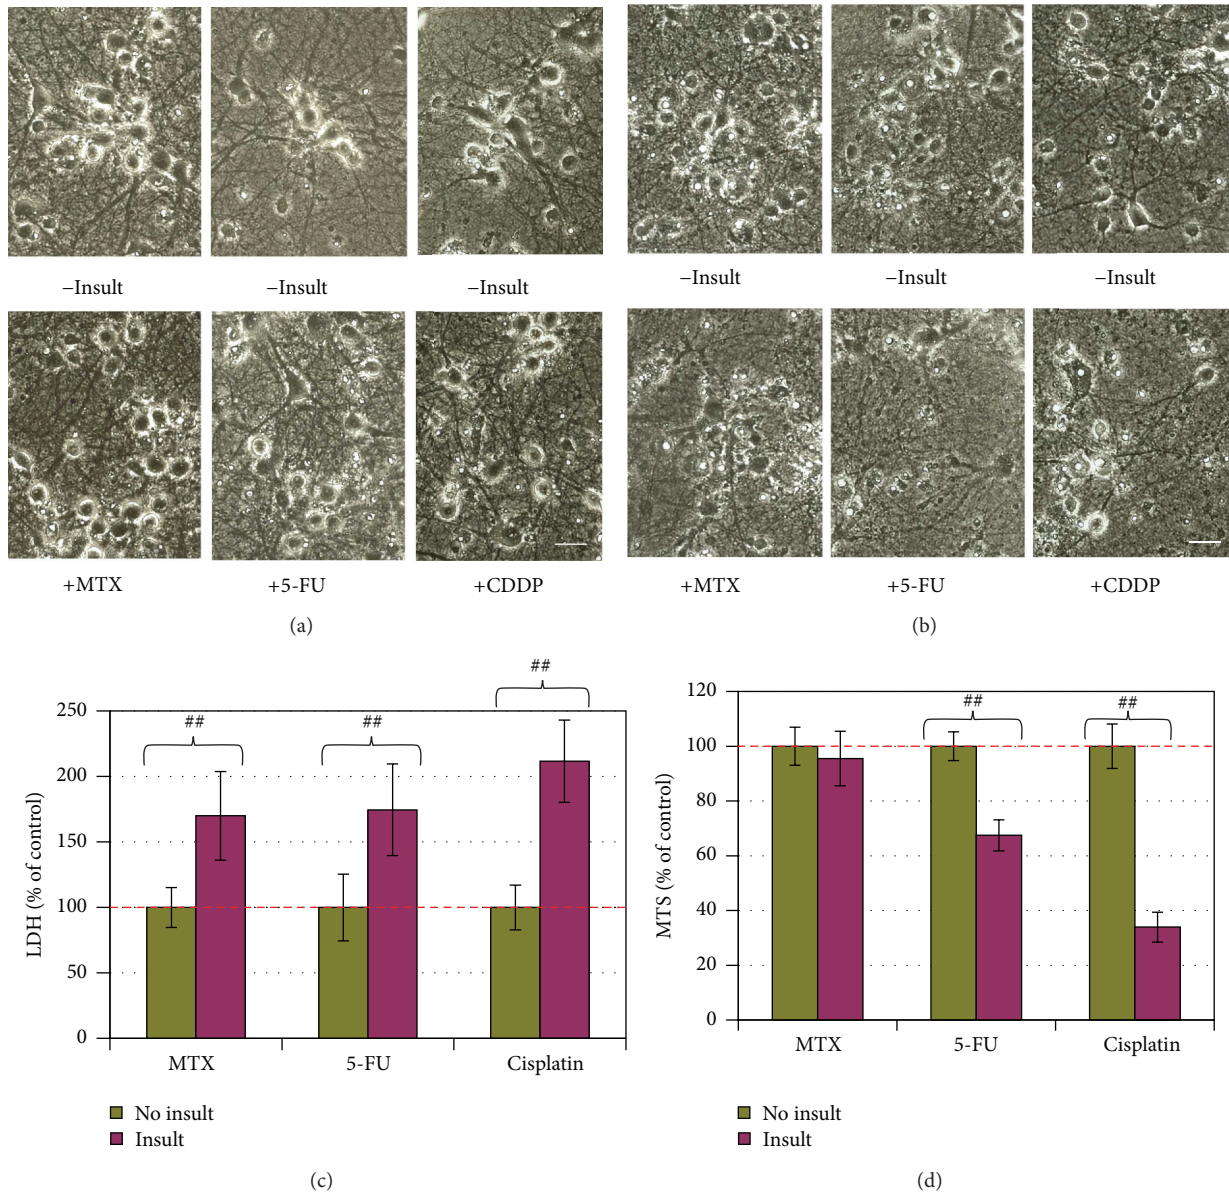 −Insult −Insult −Insult
+MTX +5-FU +CDDP
(a)
−Insult −Insult −Insult
+MTX +5-FU +CDDP
(b)
##
## ##
250
200
150
100
50
0
LDH (% of control)
MTX 5-FU Cisplatin
No insult
Insult
(c)
## ##
120
100
80
60
40
20
0
MTS (% of control)
MTX 5-FU Cisplatin
No insult
Insult
(d)